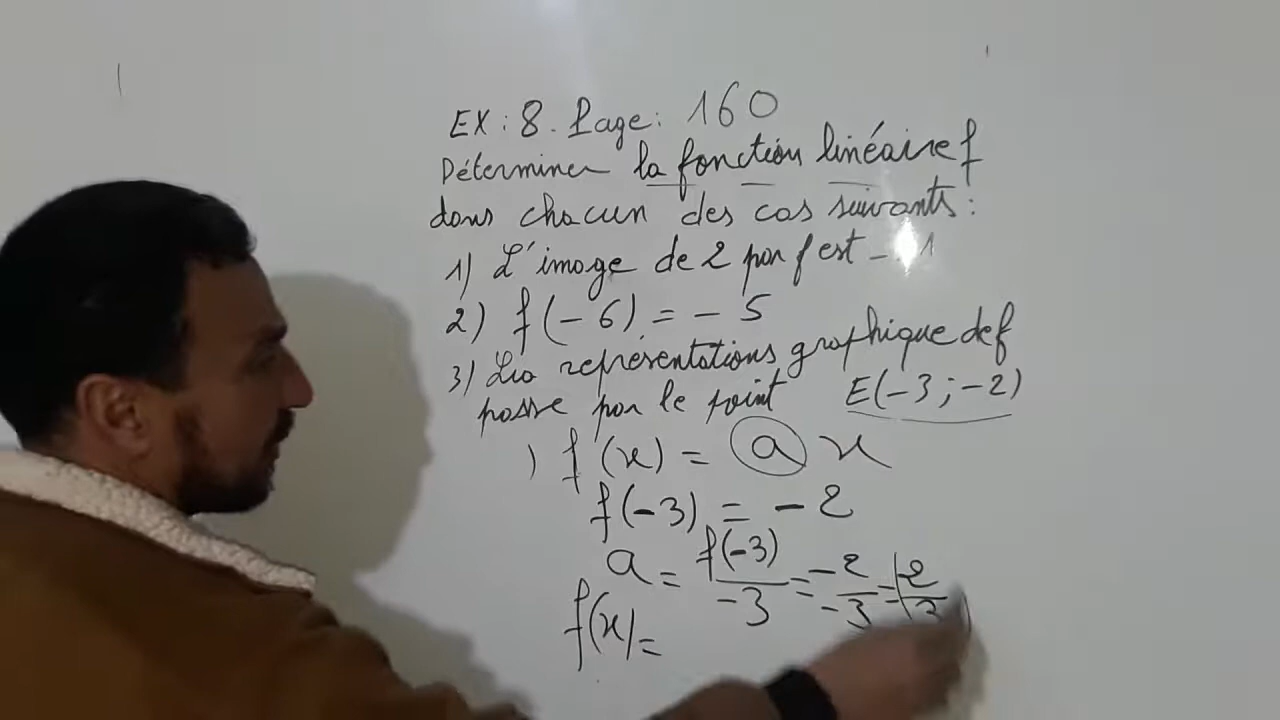 EX: 8. Page: 160
Déterminer la fonction linéaire f
dans chacun des cas suivants:
1) L'image de 2 par f est - 1
2) f(-6) = - 5
3) La représentations graphique de f
passe par le point E(-3; -2)
) f(x) = a x
f(-3) = - 2
a = f(-3)/-3 = -2/-3 = 2/3
f(x) =